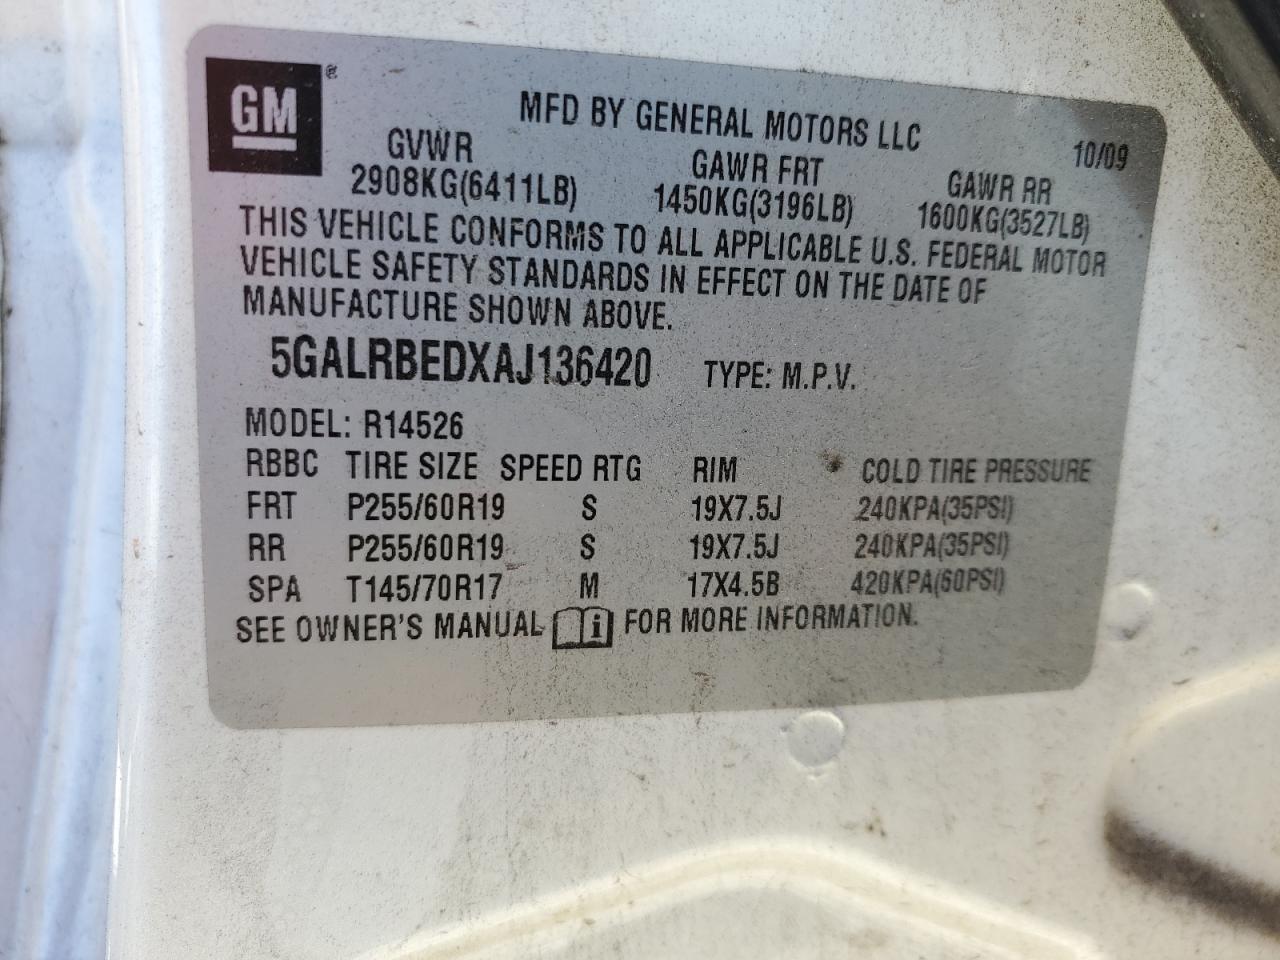 GM ®
MFD BY GENERAL MOTORS LLC 10/09
GVWR GAWR FRT GAWR RR
2908KG(6411LB) 1450KG(3196LB) 1600KG(3527LB)
THIS VEHICLE CONFORMS TO ALL APPLICABLE U.S. FEDERAL MOTOR
VEHICLE SAFETY STANDARDS IN EFFECT ON THE DATE OF
MANUFACTURE SHOWN ABOVE.
5GALRBEDXAJ136420 TYPE: M.P.V.
MODEL: R14526
RBBC TIRE SIZE SPEED RTG RIM COLD TIRE PRESSURE
FRT P255/60R19 S 19X7.5J 240KPA(35PSI)
RR P255/60R19 S 19X7.5J 240KPA(35PSI)
SPA T145/70R17 M 17X4.5B 420KPA(60PSI)
SEE OWNER'S MANUAL i FOR MORE INFORMATION.